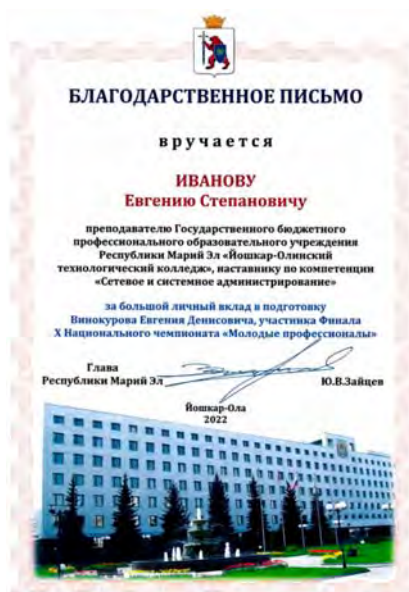 БЛАГОДАРСТВЕННОЕ ПИСЬМО
вручается
ИВАНОВУ
Евгению Степановичу
преподавателю Государственного бюджетного
профессионального образовательного учреждения
Республики Марий Эл «Йошкар-Олинский
технологический колледж», наставнику по компетенции
«Сетевое и системное администрирование»
за большой личный вклад в подготовку
Винокурова Евгения Денисовича, участника Финала
X Национального чемпионата «Молодые профессионалы»
Глава
Республики Марий Эл Ю.В.Зайцев
Йошкар-Ола
2022